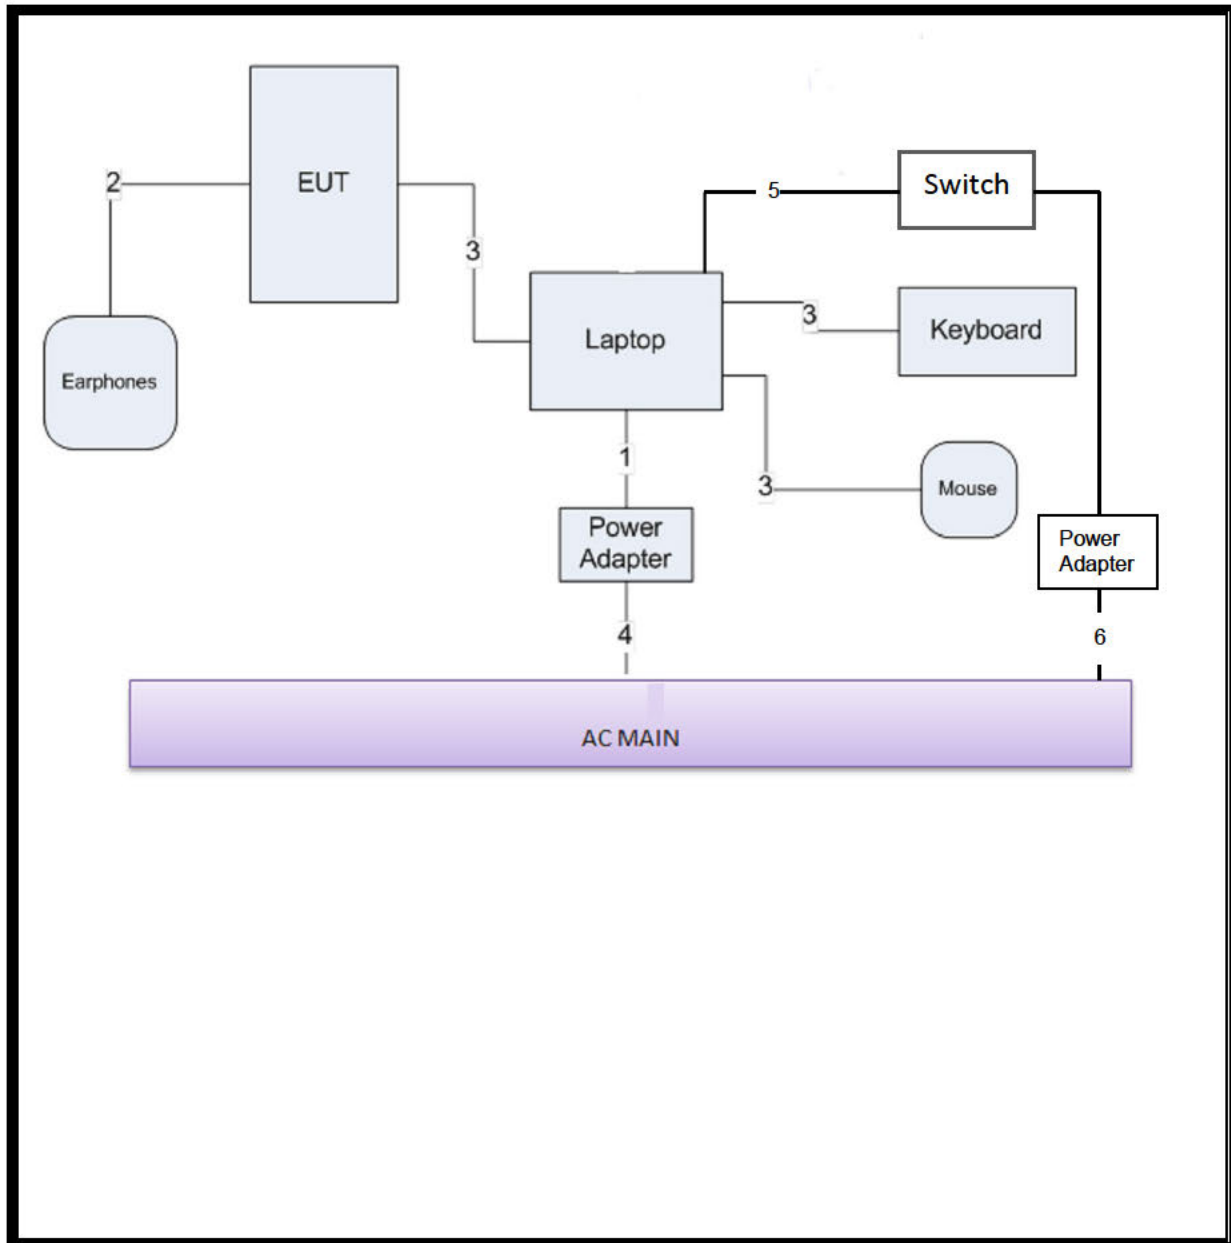 EUT
2
Switch
5
3
Laptop
3
Keyboard
Earphones
1
3
Mouse
Power
Adapter
Power
Adapter
4
6
AC MAIN